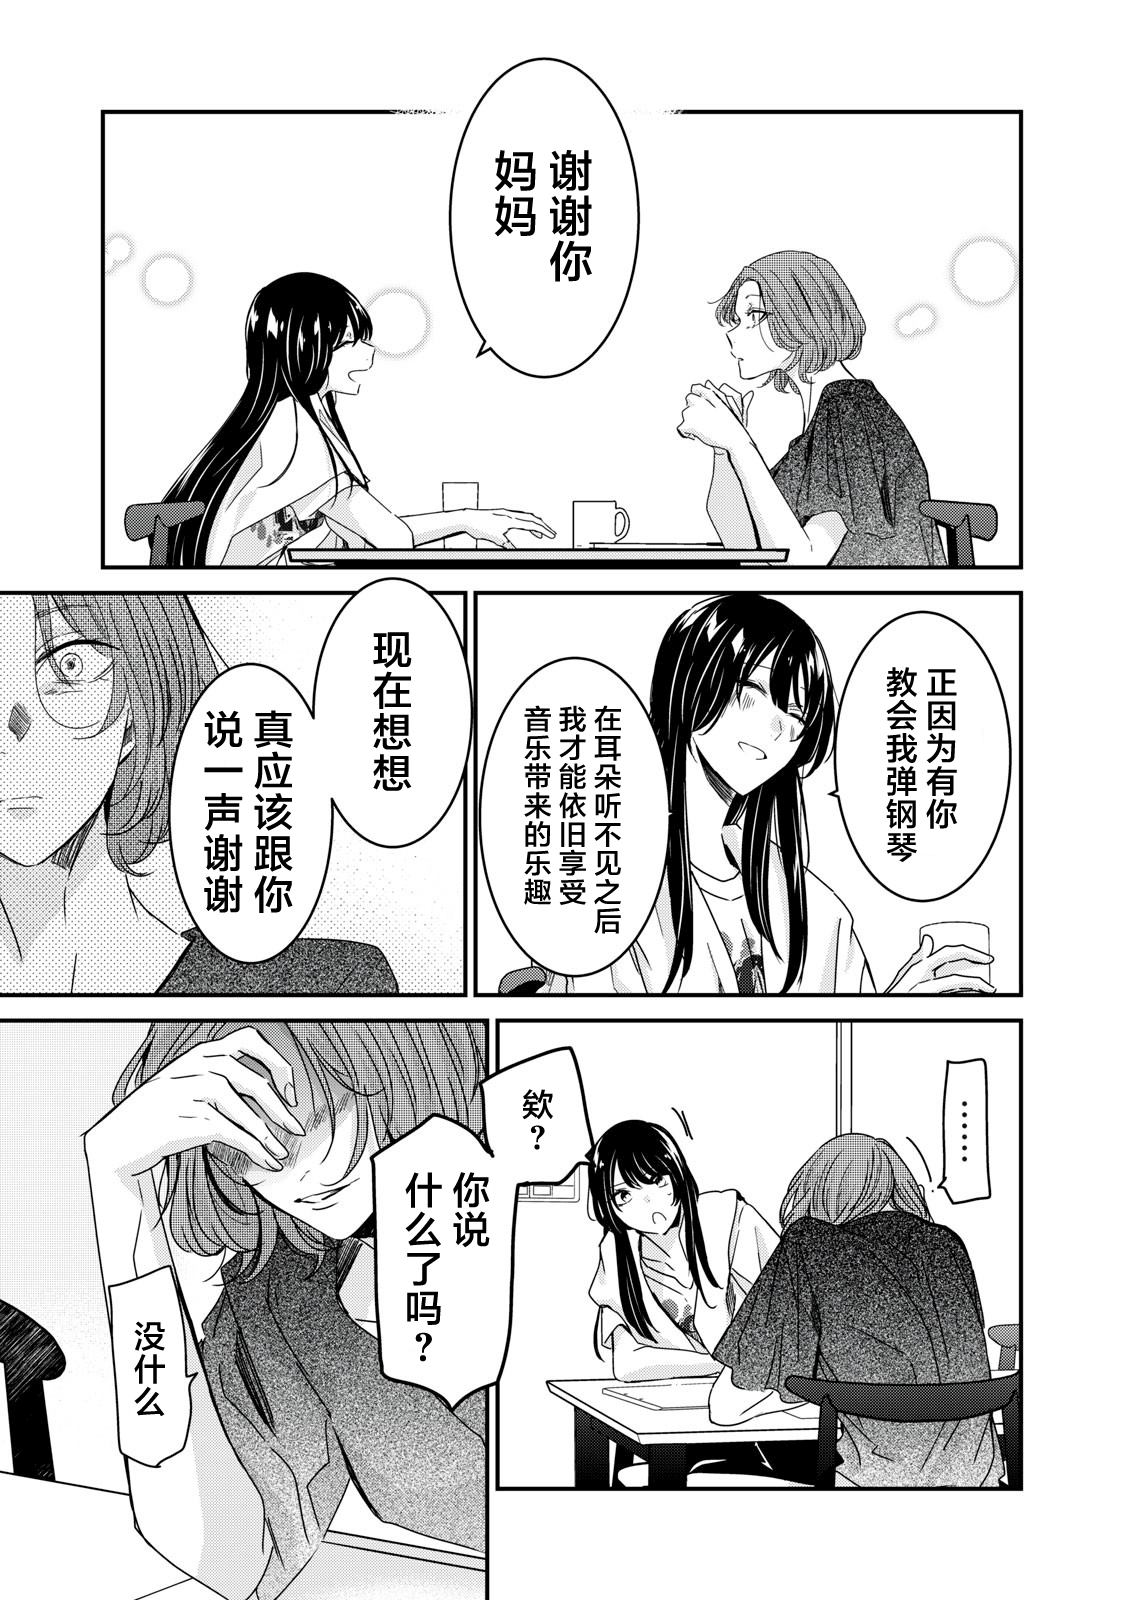 谢谢你
妈妈
正因为有你
教会我弹钢琴
在耳朵听不见之后
我才能依旧享受
音乐带来的乐趣
现在想想
真应该跟你
说一声谢谢
……
欸？
你说
什么了吗？
没什么